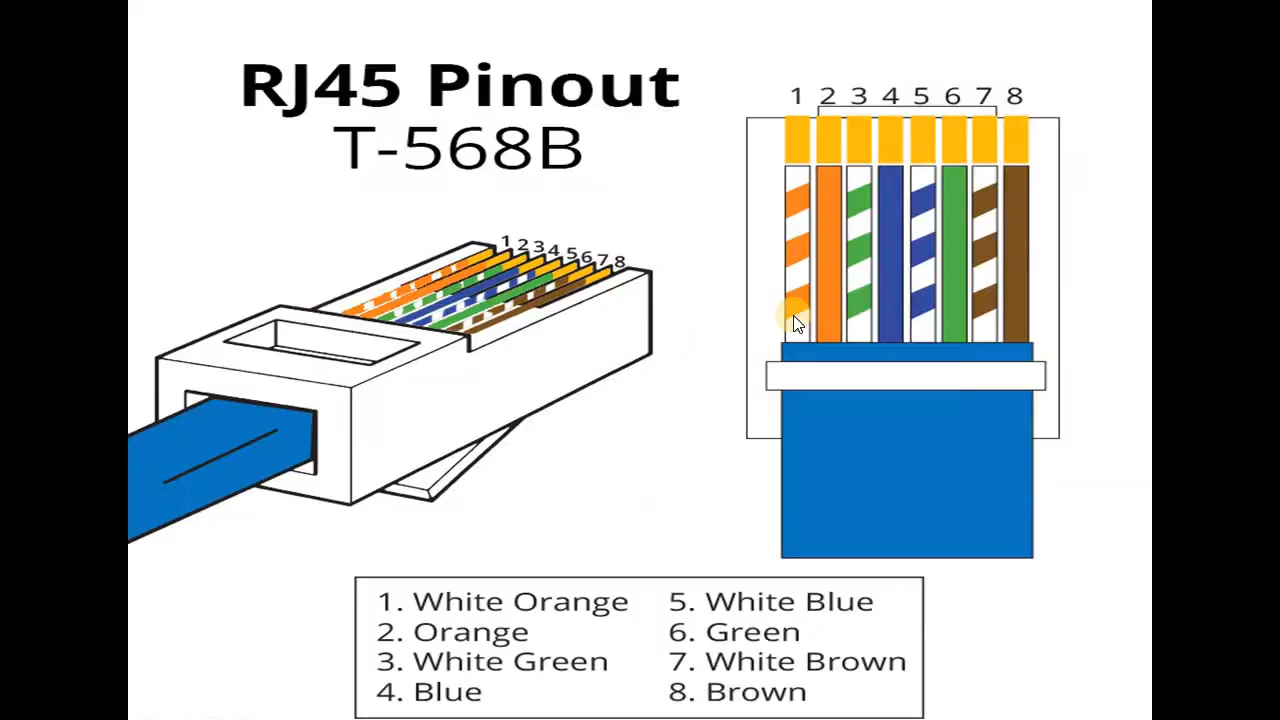 RJ45 Pinout
T-568B
1 2 3 4 5 6 7 8
1 2 3 4 5 6 7 8
1. White Orange
2. Orange
3. White Green
4. Blue
5. White Blue
6. Green
7. White Brown
8. Brown